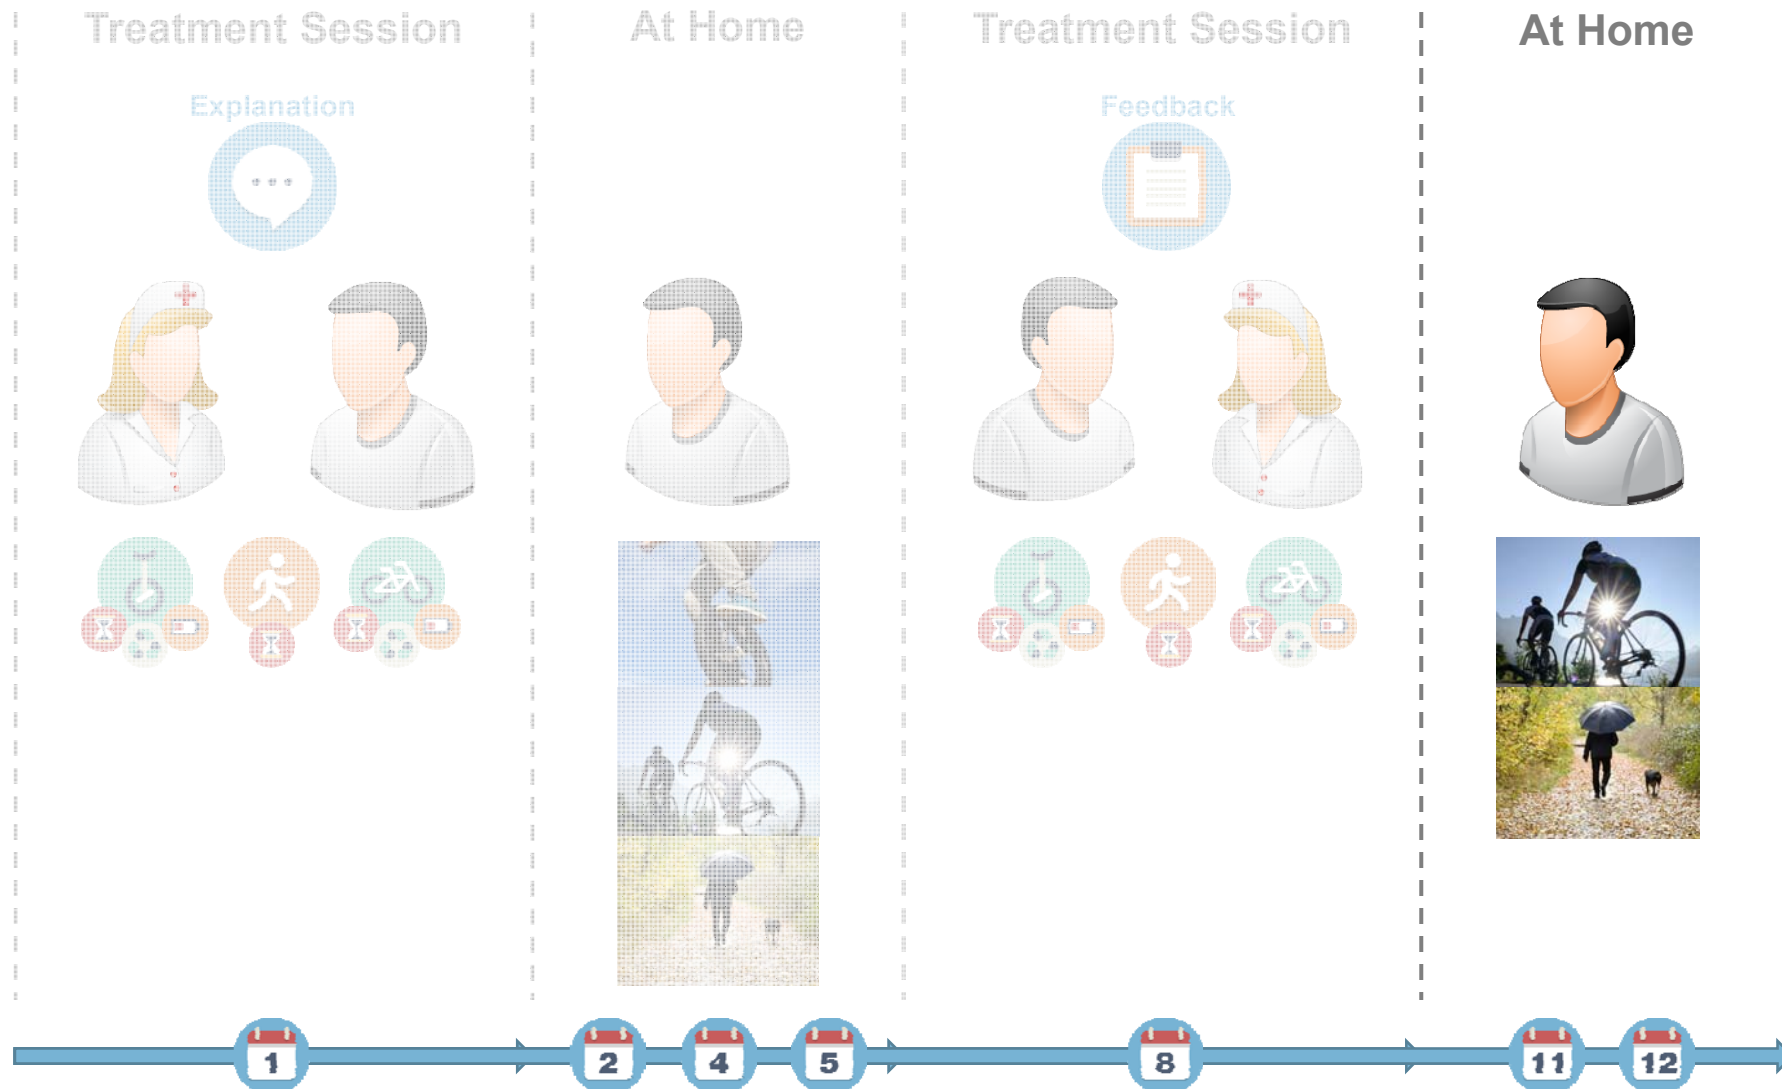 Treatment Session
At Home
Treatment Session
At Home
Explanation
Feedback
1
2
4
5
8
11
12